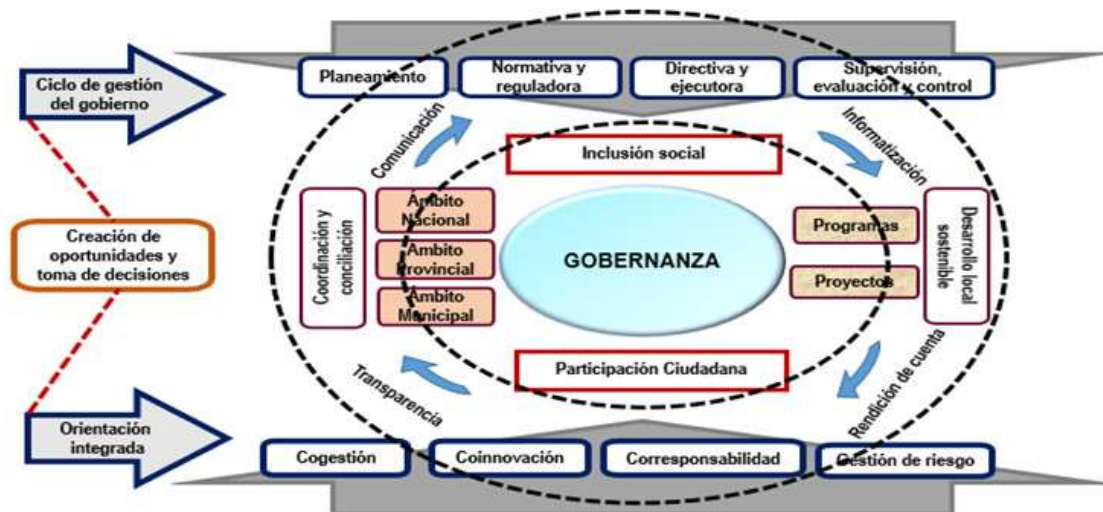 Ciclo de gestión
del gobierno
Planeamiento
Normativa y
reguladora
Directiva y
ejecutora
Supervisión,
evaluación y control
Comunicación
Informatización
Inclusión social
Creación de
oportunidades y
toma de decisiones
Coordinación y
conciliación
Ámbito
Nacional
Ámbito
Provincial
Ámbito
Municipal
GOBERNANZA
Programas
Proyectos
Desarrollo local
sostenible
Participación Ciudadana
Transparencia
Rendición de cuenta
Orientación
integrada
Cogestión
Coinnovación
Corresponsabilidad
Gestión de riesgo